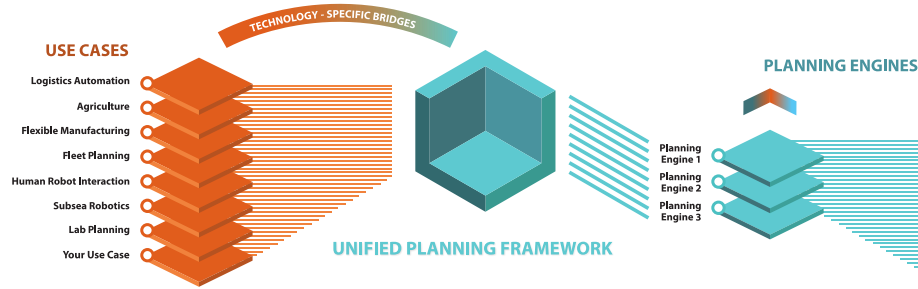 TECHNOLOGY - SPECIFIC BRIDGES
USE CASES
Logistics Automation
Agriculture
Flexible Manufacturing
Fleet Planning
Human Robot Interaction
Subsea Robotics
Lab Planning
Your Use Case
UNIFIED PLANNING FRAMEWORK
PLANNING ENGINES
Planning
Engine 1
Planning
Engine 2
Planning
Engine 3